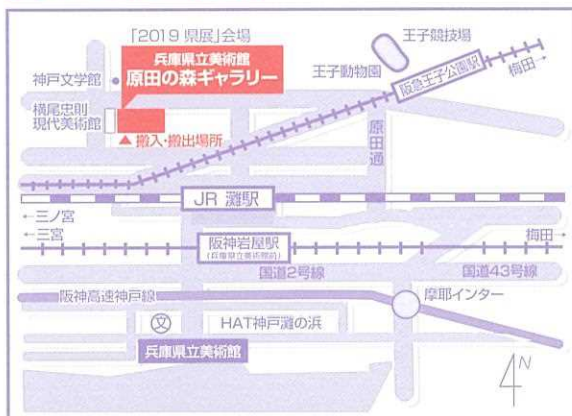 「2019 県展」会場
兵庫県立美術館
原田の森ギャラリー
神戸文学館
横尾忠則
現代美術館
搬入・搬出場所
王子競技場
王子動物園
阪急王子公園駅
梅田→
原田通
JR 灘駅
←三ノ宮
←三宮
阪神岩屋駅
(兵庫県立美術館前)
梅田→
国道2号線
国道43号線
阪神高速神戸線
摩耶インター
文
HAT神戸灘の浜
兵庫県立美術館
N